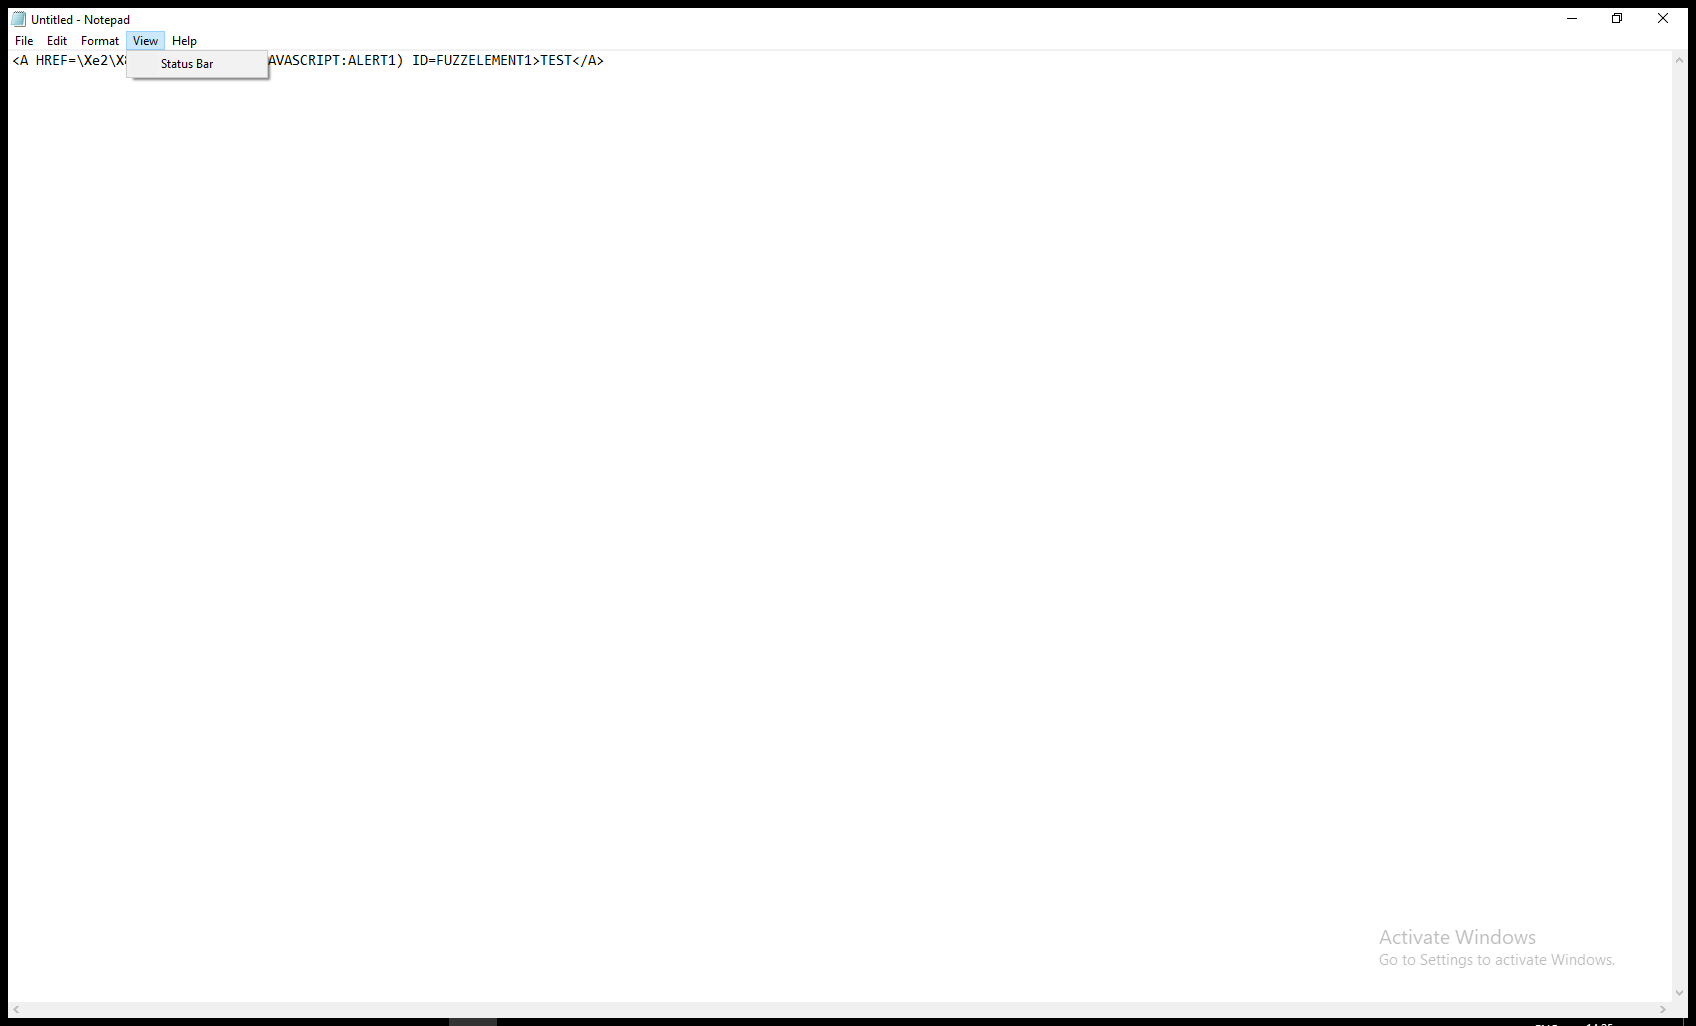 Untitled - Notepad
File Edit Format View Help
<A HREF=\Xe2\X AVASCRIPT:ALERT1) ID=FUZZELEMENT1>TEST</A>
Status Bar
Activate Windows
Go to Settings to activate Windows.